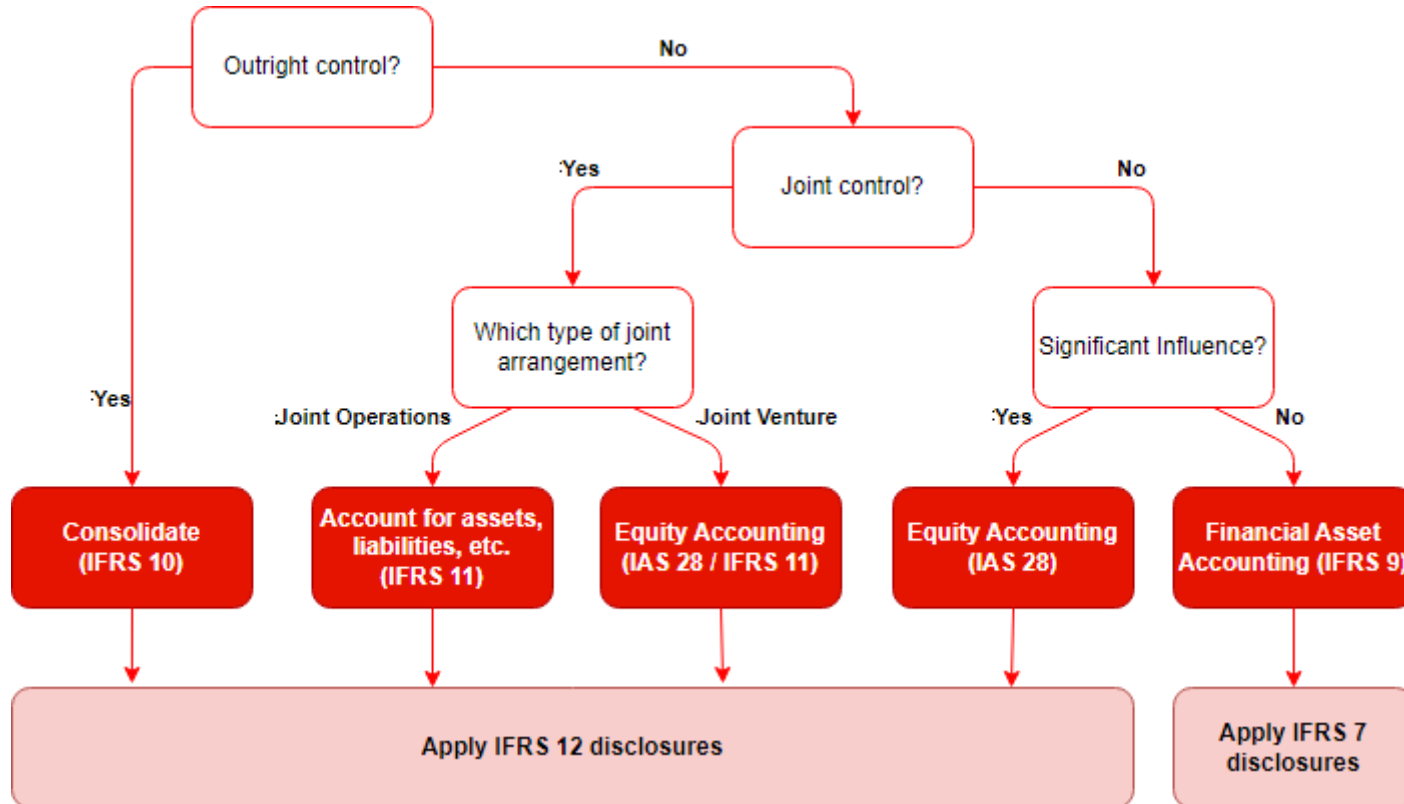 Outright control?
No
Joint control?
:Yes
No
Which type of joint
arrangement?
Significant Influence?
:Yes
:Joint Operations
.Joint Venture
:Yes
No
Consolidate
(IFRS 10)
Account for assets,
liabilities, etc.
(IFRS 11)
Equity Accounting
(IAS 28 / IFRS 11)
Equity Accounting
(IAS 28)
Financial Asset
Accounting (IFRS 9)
Apply IFRS 12 disclosures
Apply IFRS 7
disclosures